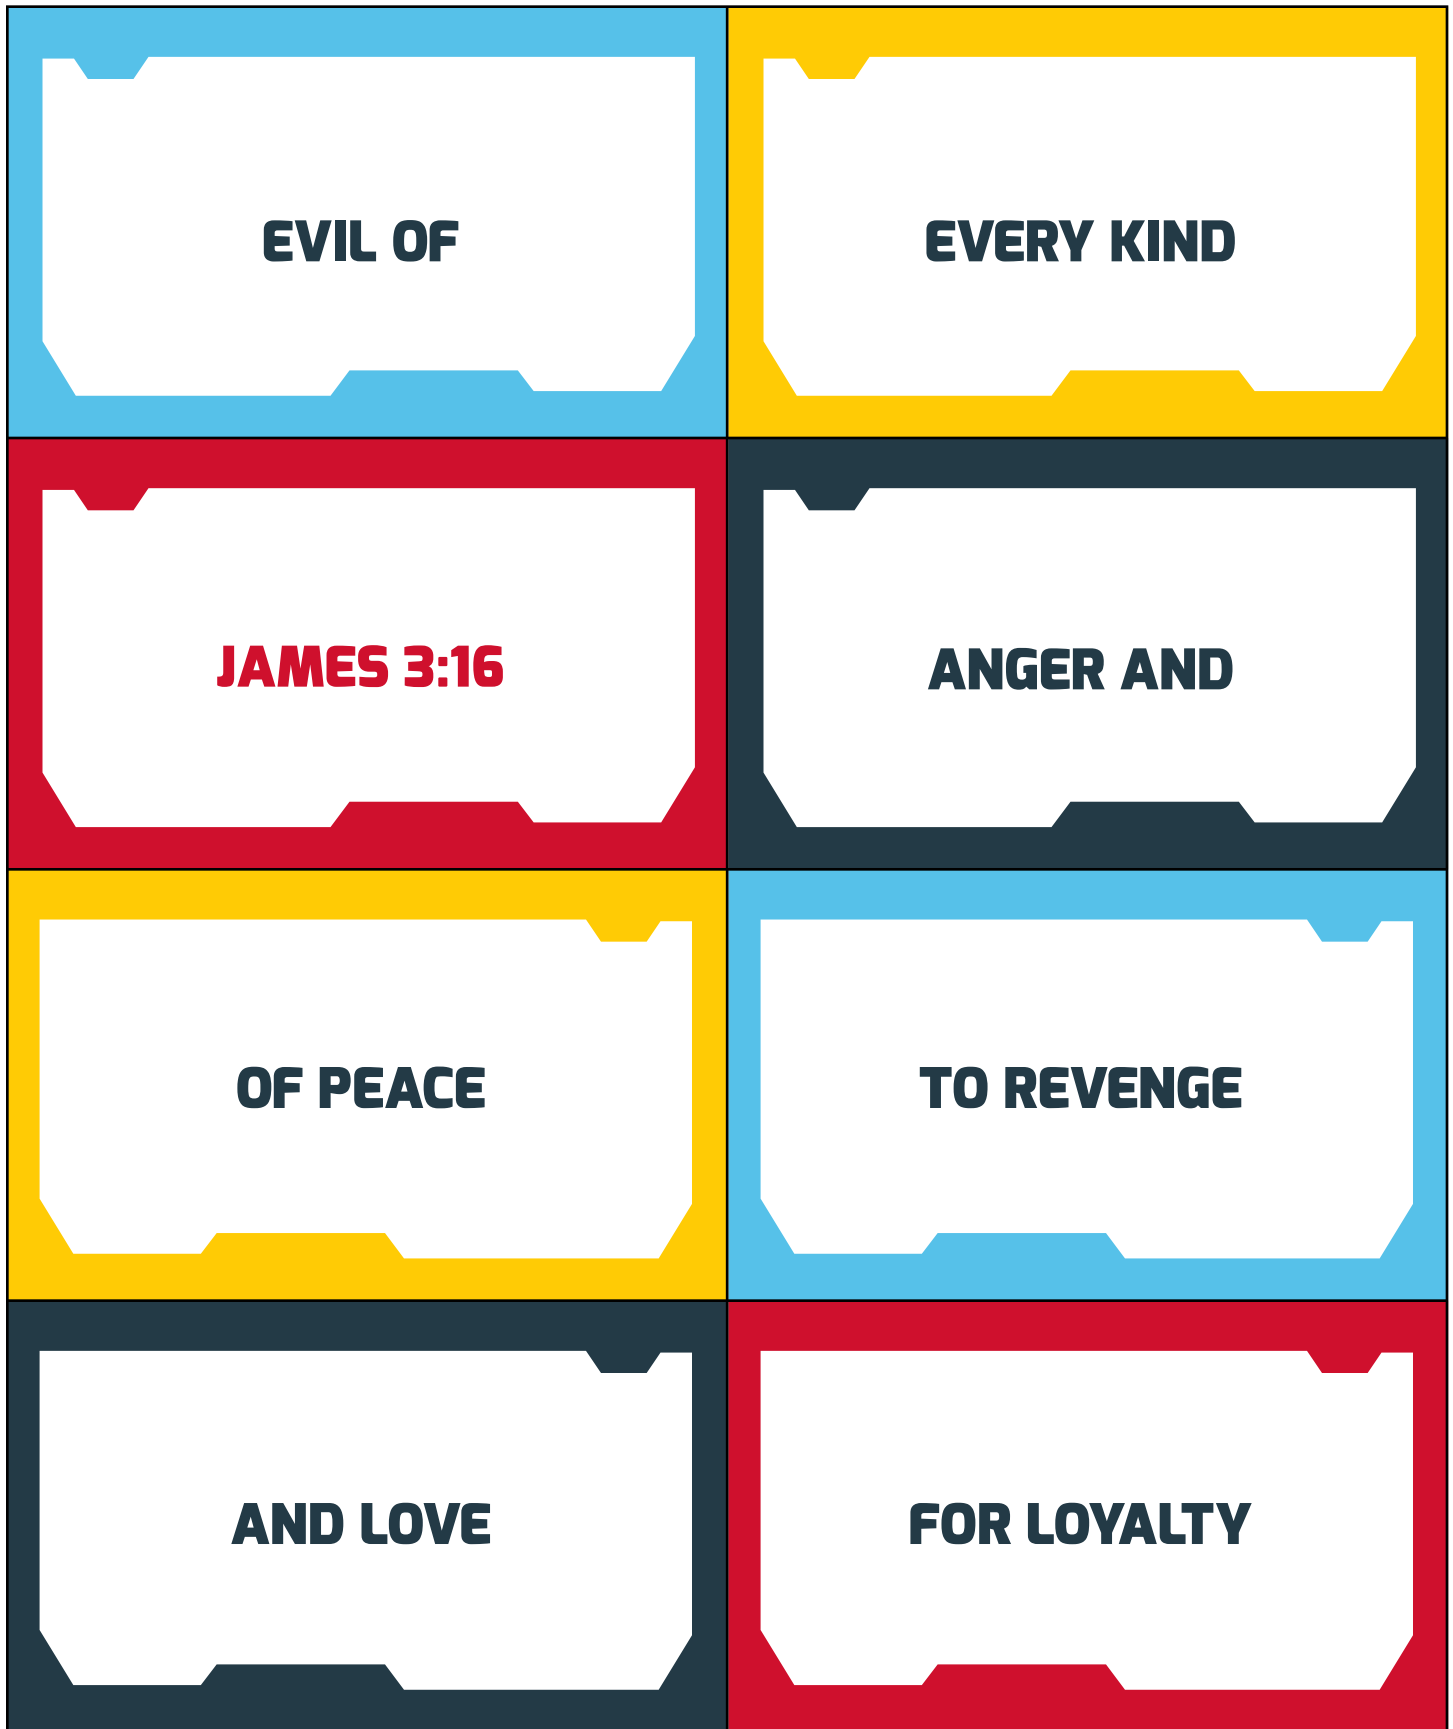 EVIL OF
EVERY KIND
JAMES 3:16
ANGER AND
OF PEACE
TO REVENGE
AND LOVE
FOR LOYALTY